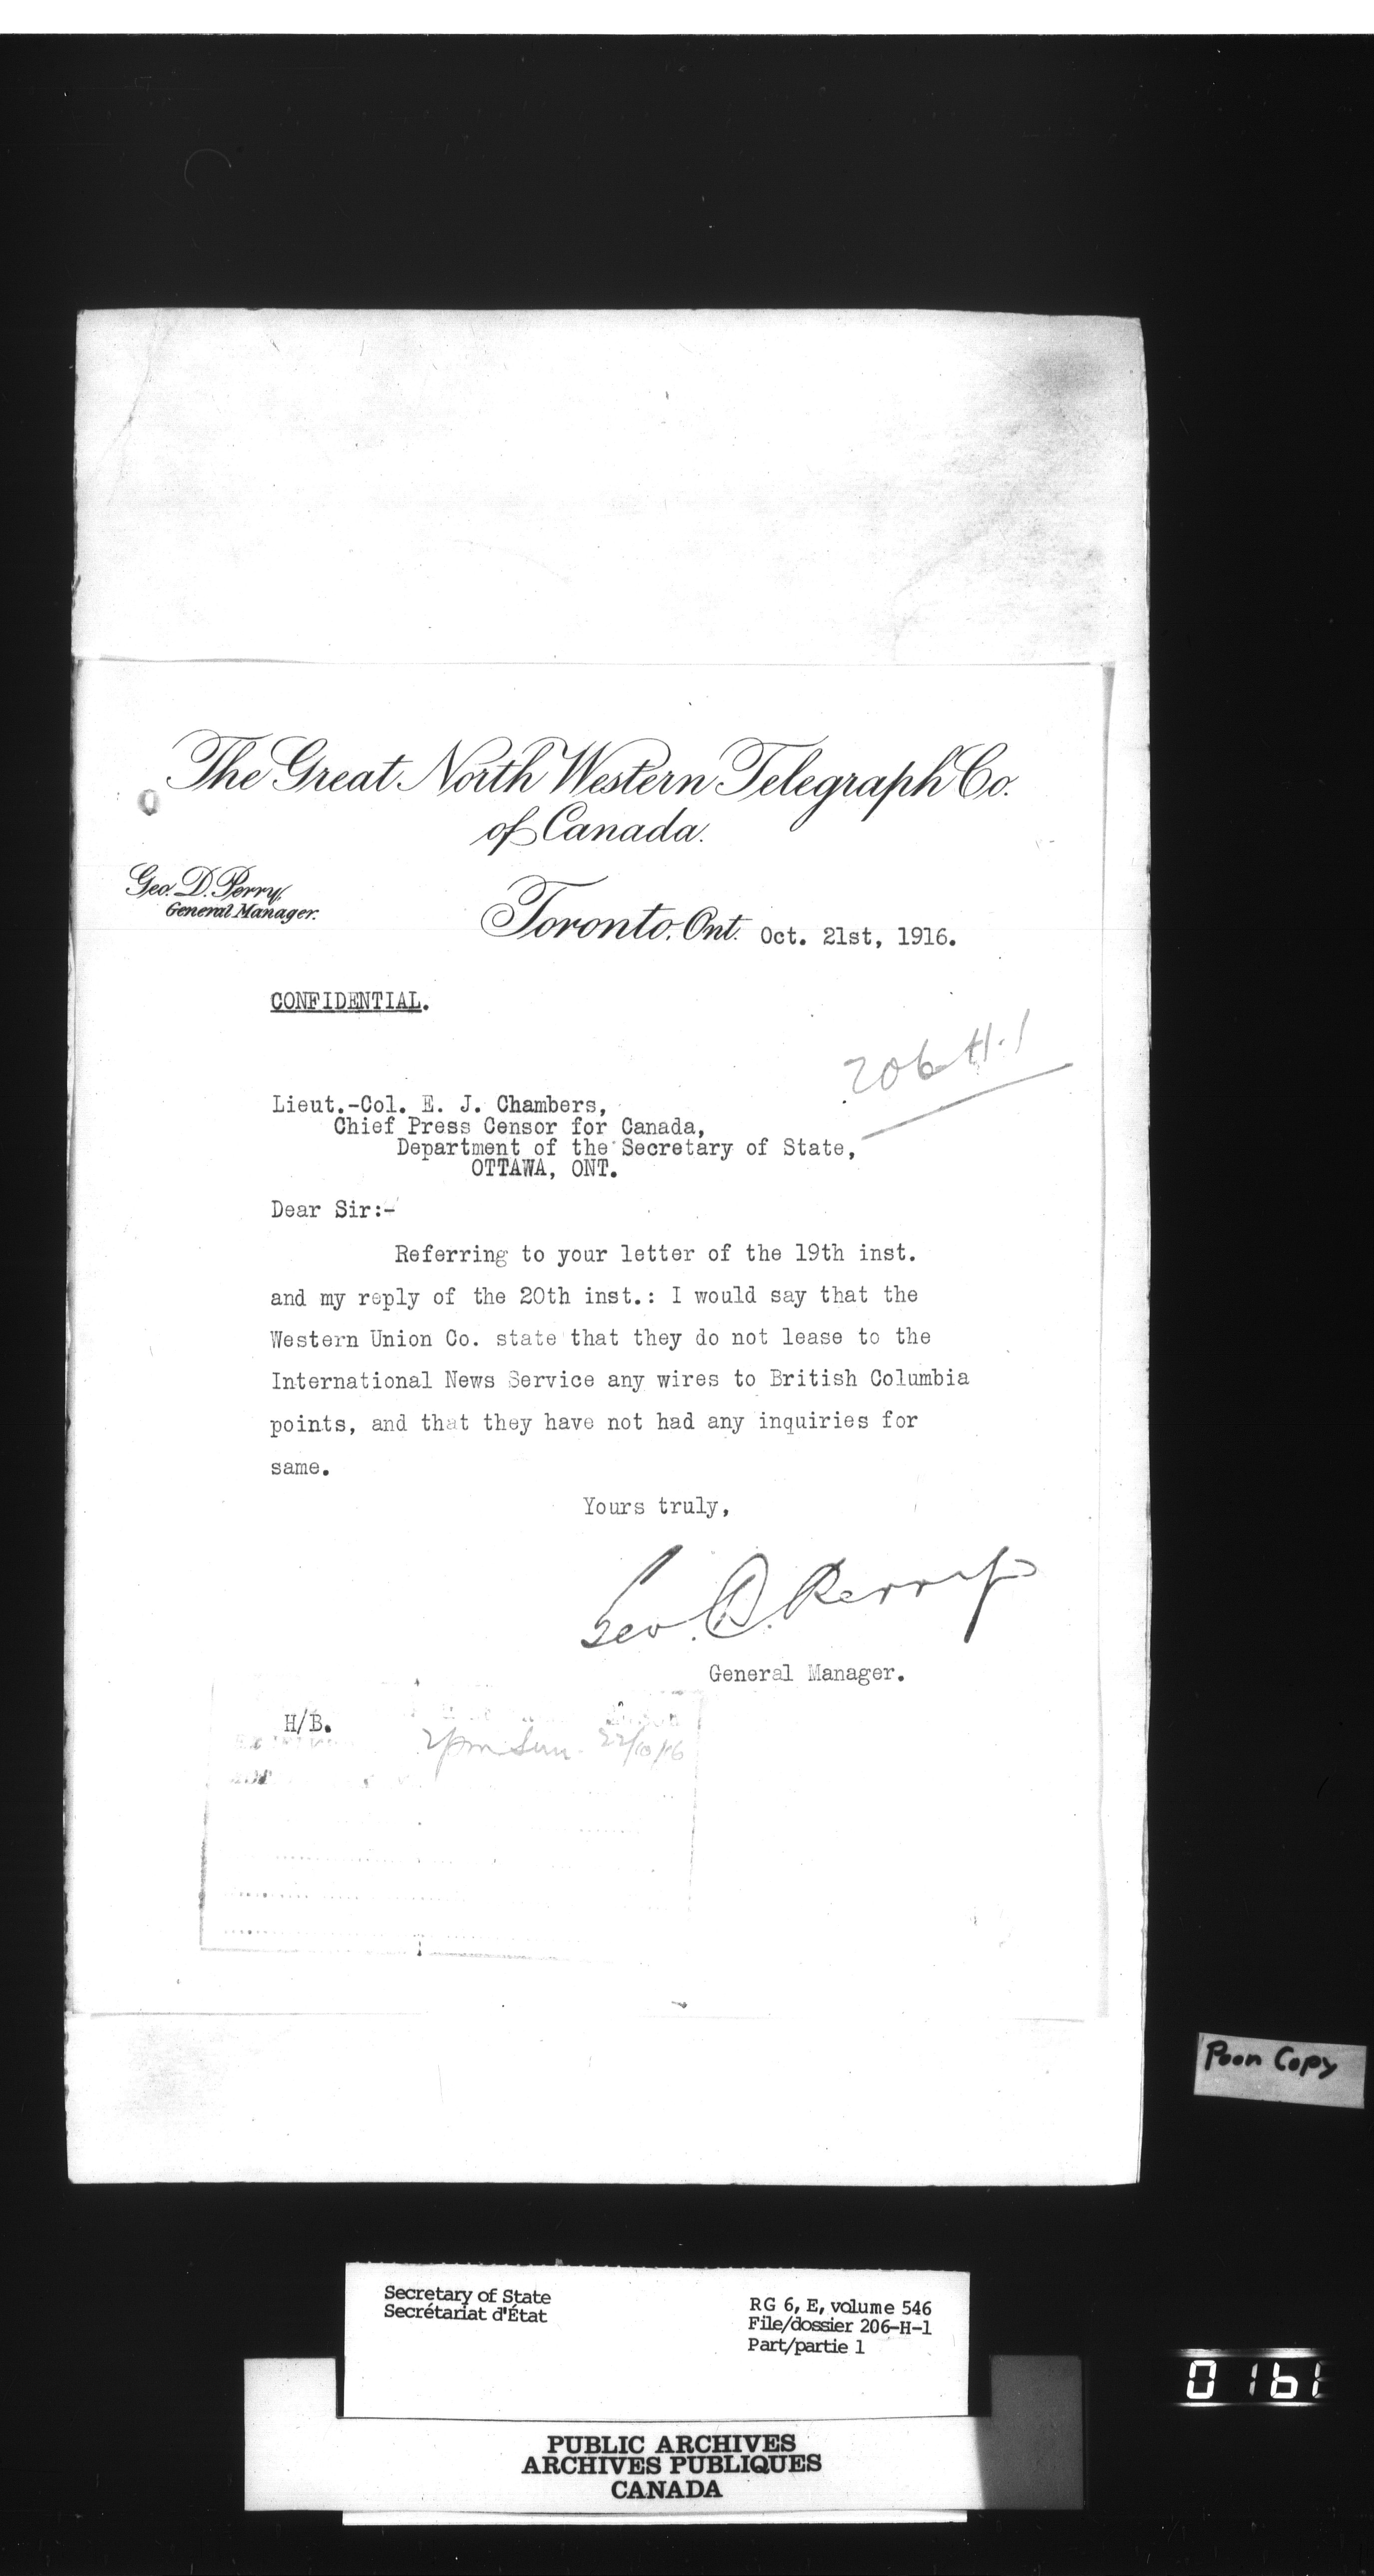 The Great North Western Telegraph Co.
of Canada.
Geo. D. Perry,
General Manager.
Toronto, Ont. Oct. 21st, 1916.
CONFIDENTIAL.
206 H-1
Lieut.-Col. E. J. Chambers,
Chief Press Censor for Canada,
Department of the Secretary of State,
OTTAWA, ONT.
Dear Sir:-
Referring to your letter of the 19th inst.
and my reply of the 20th inst.: I would say that the
Western Union Co. state that they do not lease to the
International News Service any wires to British Columbia
points, and that they have not had any inquiries for
same.
Yours truly,
Geo. D. Perry
General Manager.
H/B.
2pm Sun. 22/10/16
Poor Copy
Secretary of State
Secrétariat d'État
RG 6, E, volume 546
File/dossier 206-H-1
Part/partie 1
0161
PUBLIC ARCHIVES
ARCHIVES PUBLIQUES
CANADA